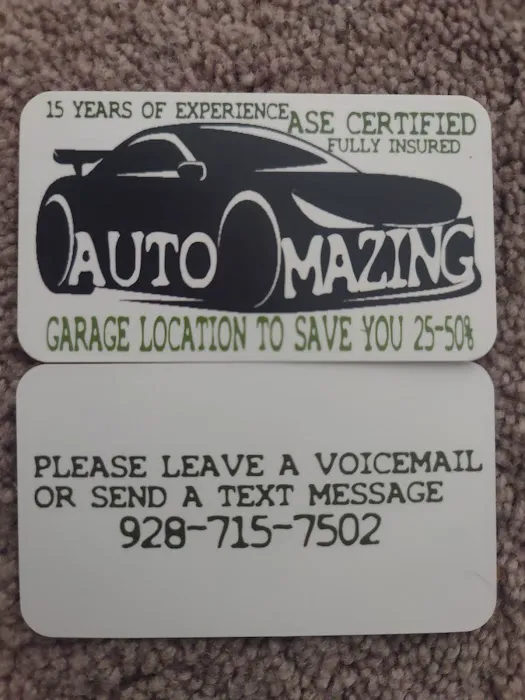 15 YEARS OF EXPERIENCE
ASE CERTIFIED
FULLY INSURED
AUTO MAZING
GARAGE LOCATION TO SAVE YOU 25-50%
PLEASE LEAVE A VOICEMAIL
OR SEND A TEXT MESSAGE
928-715-7502